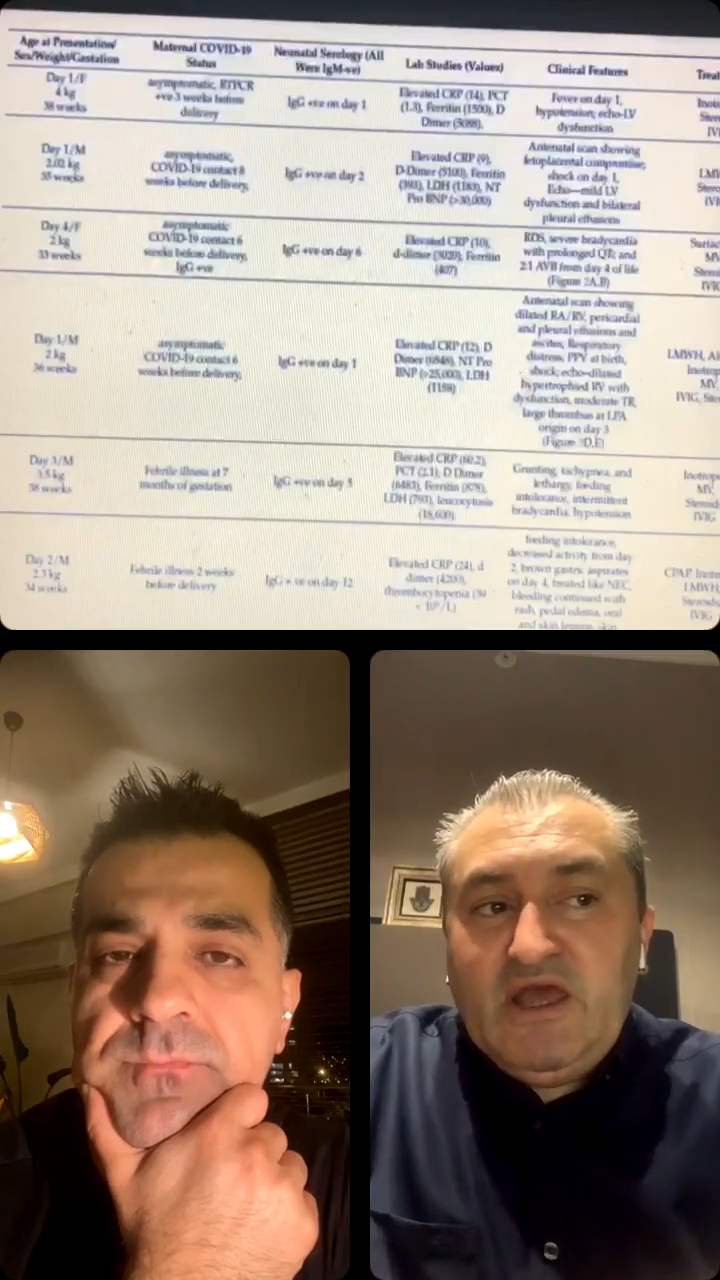 Age at Presentation/
Sex/Weight/Gestation
Maternal COVID-19
Status
Neonatal Serology (All
Were IgM-ve)
Lab Studies (Values)
Clinical Features
Day 1/F
4 kg
38 weeks
asymptomatic, RTPCR
+ve 3 weeks before
delivery
IgG +ve on day 1
Elevated CRP (14), PCT
(1.3), Ferritin (1500), D
Dimer
Fever on day 1,
hypotension; echo-LV
dysfunction
Day 1/M
2.02 kg
35 weeks
asymptomatic,
COVID-19 contact 8
weeks before delivery,
IgG +ve on day 2
Elevated CRP (9),
D-Dimer (5100), Ferritin
(393), LDH (1183), NT
Pro BNP (>30,000)
Antenatal scan showing
fetoplacental compromise,
shock on day 1,
Echo—mild LV
dysfunction and bilateral
pleural effusions
Day 4/F
2 kg
33 weeks
asymptomatic
COVID-19 contact 6
weeks before delivery,
IgG +ve
IgG +ve on day 6
Elevated CRP (10),
d-dimer (3020), Ferritin
(407)
RDS, severe bradycardia
with prolonged QT; and
2:1 AVB from day 4 of life
(Figure 2A,B)
MV
IVIG
Day 1/M
2 kg
36 weeks
asymptomatic
COVID-19 contact 6
weeks before delivery,
IgG +ve on day 1
Elevated CRP (12), D
Dimer (6848), NT Pro
BNP (>25,000), LDH
(1188)
Antenatal scan showing
dilated RA/RV, pericardial
and pleural effusions and
ascites, Respiratory
distress, PPV at birth,
shock; echo-dilated
hypertrophied RV with
dysfunction, moderate TR,
large thrombus at LPA
origin on day 3
LMWH,
MV,
IVIG,
Day 3/M
3.5 kg
38 weeks
Febrile illness at 7
months of gestation
IgG +ve on day 5
Elevated CRP (60.2),
PCT (2.1), D Dimer
(6483), Ferritin (878),
LDH (793), leucocytosis
(18,600)
Grunting, tachypnea, and
lethargy, feeding
intolerance, intermittent
bradycardia, hypotension
MV,
IVIG
Day 2/M
2.3 kg
34 weeks
Febrile illness 2 weeks
before delivery
IgG + ve on day 12
Elevated CRP (24), d
dimer (4200),
thrombocytopenia
feeding intolerance,
decreased activity from day
2, brown gastric aspirates
on day 4, treated like NEC,
bleeding continued with
rash, pedal edema, oral
and skin lesions, skin
CPAP,
LMWH,
IVIG